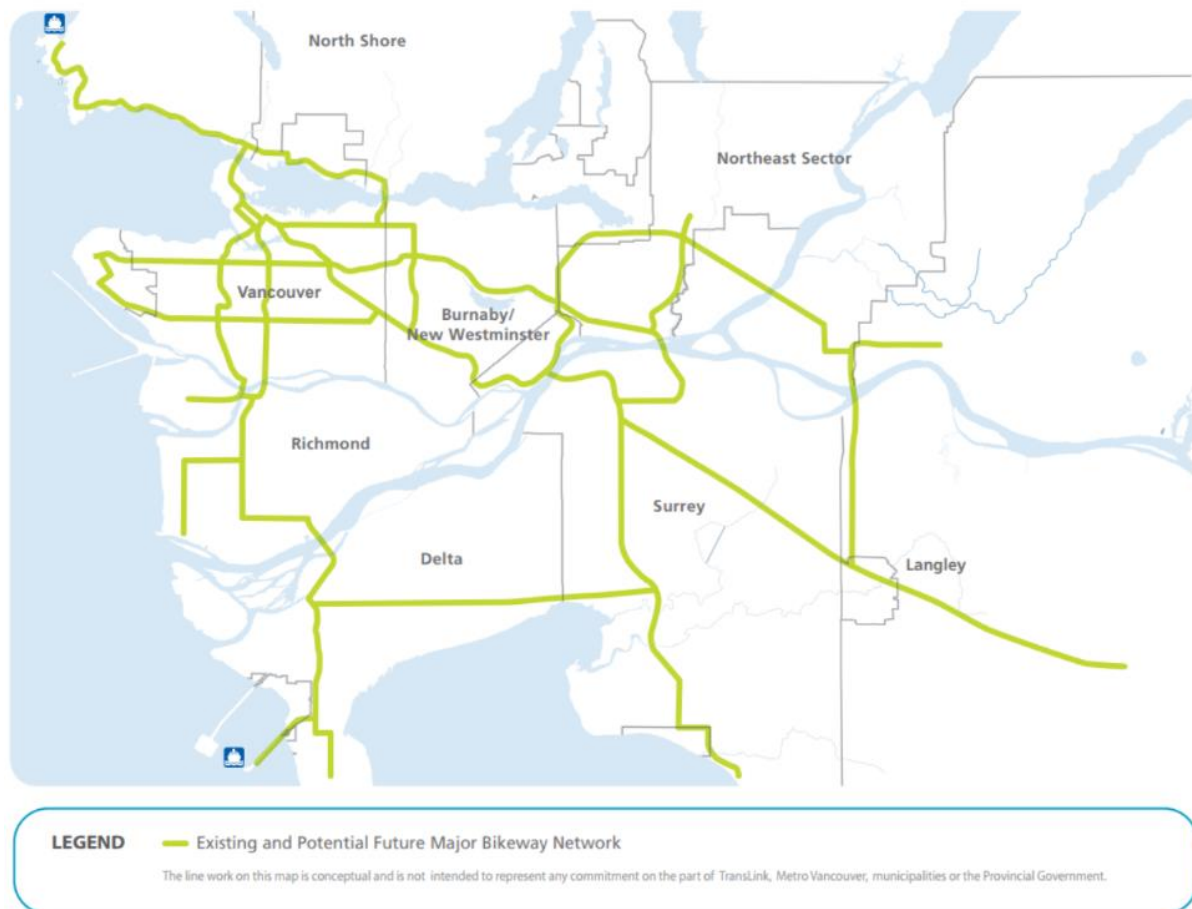 North Shore
Northeast Sector
Vancouver
Burnaby/
New Westminster
Richmond
Surrey
Delta
Langley
LEGEND
Existing and Potential Future Major Bikeway Network
The line work on this map is conceptual and is not intended to represent any commitment on the part of TransLink, Metro Vancouver, municipalities or the Provincial Government.